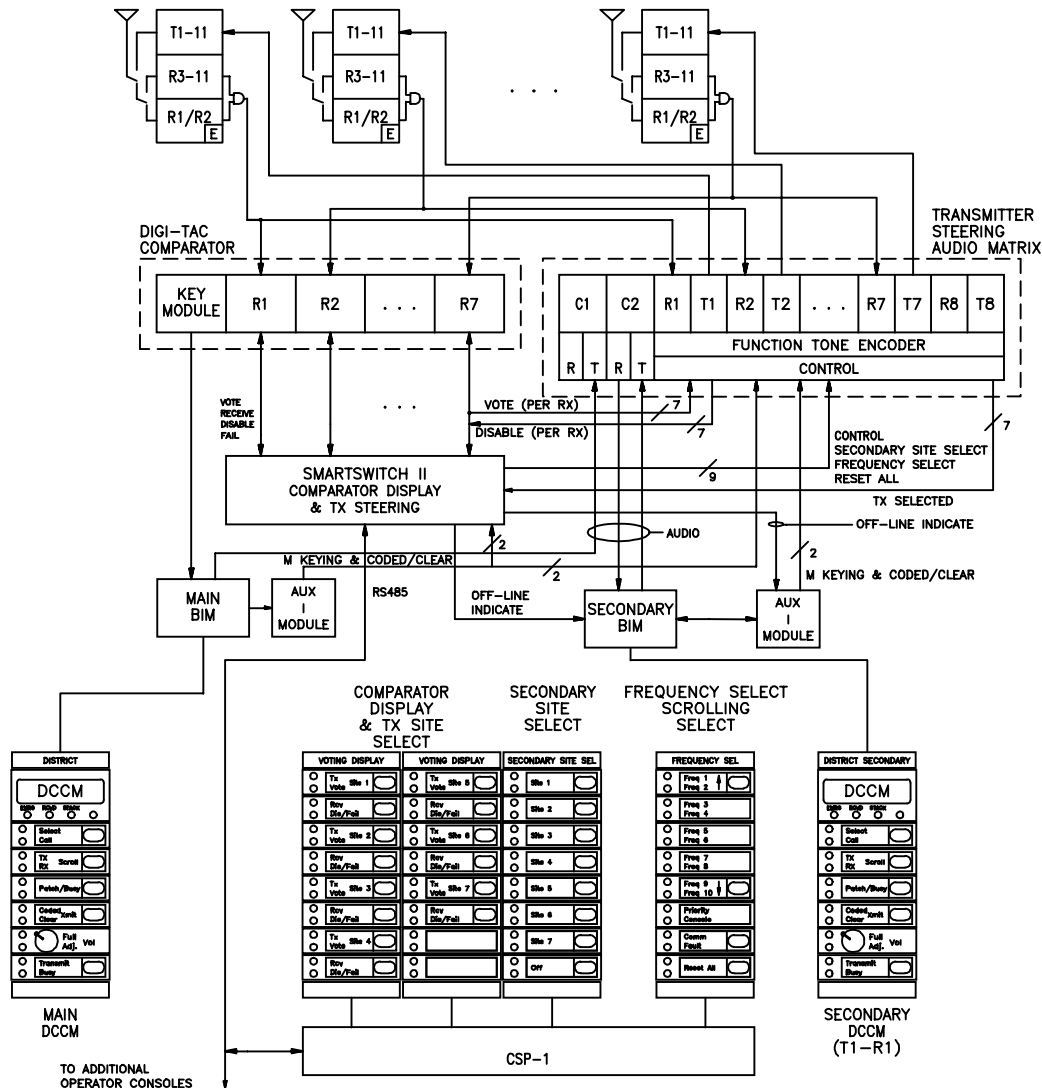 T1-11
R3-11
R1/R2
E
T1-11
R3-11
R1/R2
E
. . .
T1-11
R3-11
R1/R2
E
DIGI-TAC
COMPARATOR
TRANSMITTER
STEERING
AUDIO MATRIX
KEY
MODULE
R1
R2
. . .
R7
C1
C2
R1
T1
R2
T2
. . .
R7
T7
R8
T8
FUNCTION TONE ENCODER
R
T
R
T
CONTROL
VOTE
RECEIVE
DISABLE
FAIL
. . .
VOTE (PER RX)
7
DISABLE (PER RX)
7
7
CONTROL
SECONDARY SITE SELECT
FREQUENCY SELECT
RESET ALL
SMARTSWITCH II
COMPARATOR DISPLAY
& TX STEERING
9
TX SELECTED
OFF-LINE INDICATE
AUDIO
2
M KEYING & CODED/CLEAR
2
2
M KEYING & CODED/CLEAR
RS485
OFF-LINE
INDICATE
MAIN
BIM
AUX
I
MODULE
SECONDARY
BIM
AUX
I
MODULE
COMPARATOR
DISPLAY
& TX SITE
SELECT
SECONDARY
SITE
SELECT
FREQUENCY SELECT
SCROLLING
SELECT
DISTRICT
DCCM
EMRG RCVD STACK
Select
Call
TX
RX Scroll
Patch/Busy
Coded
Clear Xmit
Full
Adj. Vol
Transmit
Busy
MAIN
DCCM
VOTING DISPLAY
Tx
Vote Site 1
Rcv
Dis/Fail
Tx
Vote Site 2
Rcv
Dis/Fail
Tx
Vote Site 3
Rcv
Dis/Fail
Tx
Vote Site 4
Rcv
Dis/Fail
VOTING DISPLAY
Tx
Vote Site 5
Rcv
Dis/Fail
Tx
Vote Site 6
Rcv
Dis/Fail
Tx
Vote Site 7
Rcv
Dis/Fail
SECONDARY SITE SEL
Site 1
Site 2
Site 3
Site 4
Site 5
Site 6
Site 7
Off
FREQUENCY SEL
Freq 1
Freq 2
Freq 3
Freq 4
Freq 5
Freq 6
Freq 7
Freq 8
Freq 9
Freq 10
Priority
Console
Comm
Fault
Reset All
DISTRICT SECONDARY
DCCM
EMRG RCVD STACK
Select
Call
TX
RX Scroll
Patch/Busy
Coded
Clear Xmit
Full
Adj. Vol
Transmit
Busy
SECONDARY
DCCM
(T1-R1)
CSP-1
TO ADDITIONAL
OPERATOR CONSOLES